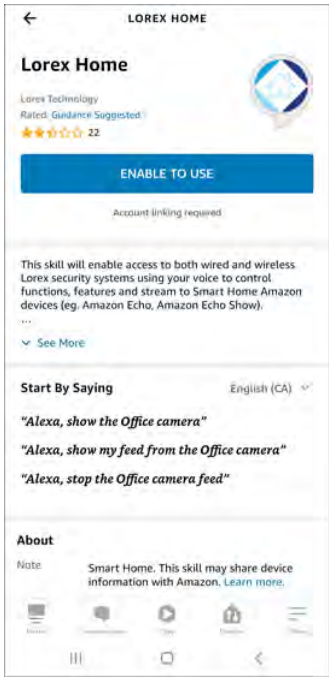 LOREX HOME
Lorex Home
Lorex Technology
Rated: Guidance Suggested
22
ENABLE TO USE
Account linking required
This skill will enable access to both wired and wireless
Lorex security systems using your voice to control
functions, features and stream to Smart Home Amazon
devices (eg. Amazon Echo, Amazon Echo Show).
...
See More
Start By Saying English (CA)
"Alexa, show the Office camera"
"Alexa, show my feed from the Office camera"
"Alexa, stop the Office camera feed"
About
Note Smart Home. This skill may share device
information with Amazon. Learn more.